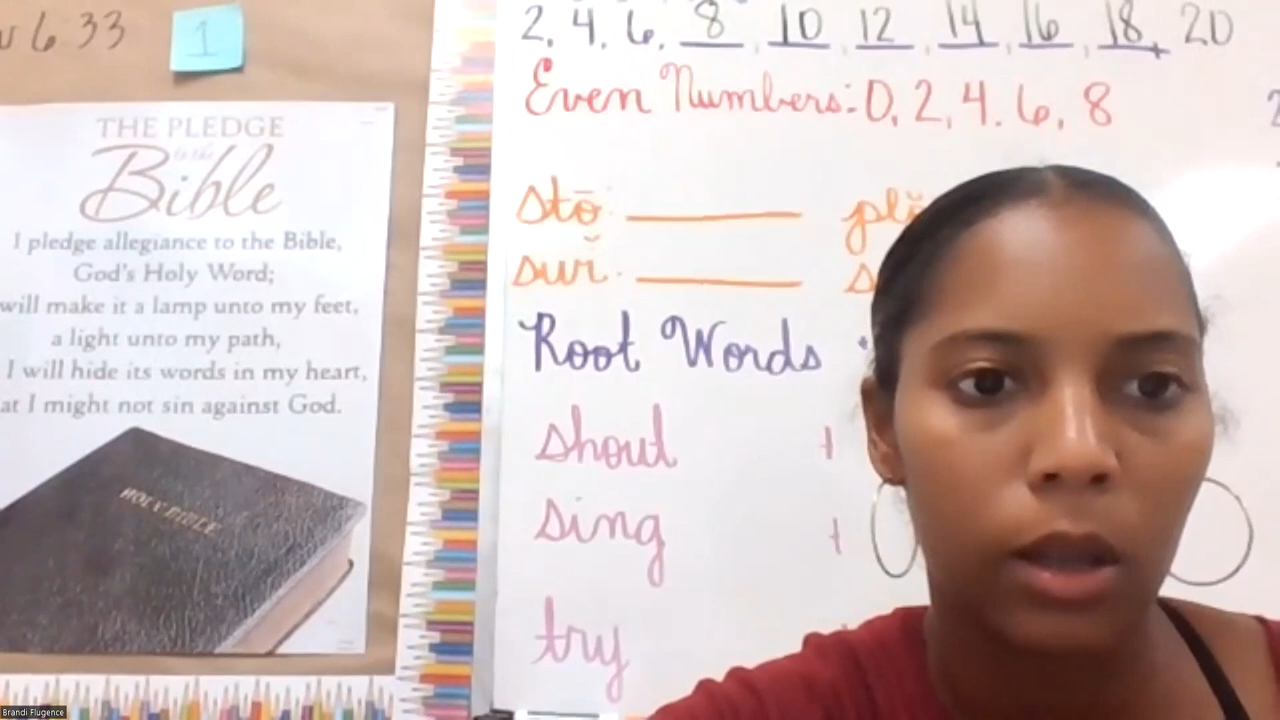 6.33
1
THE PLEDGE
to the
Bible
I pledge allegiance to the Bible,
God's Holy Word;
will make it a lamp unto my feet,
a light unto my path,
I will hide its words in my heart,
at I might not sin against God.
HOLY BIBLE
2, 4, 6, 8, 10, 12, 14, 16, 18, 20
Even Numbers: 0, 2, 4, 6, 8
stō
sur
Root Words
shout +
sing +
try
Brandi Flugence